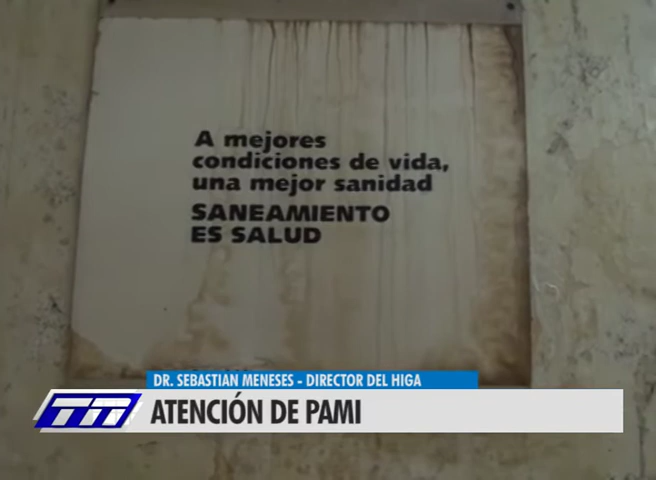 A mejores
condiciones de vida,
una mejor sanidad
SANEAMIENTO
ES SALUD
DR. SEBASTIAN MENESES - DIRECTOR DEL HIGA
ATENCIÓN DE PAMI